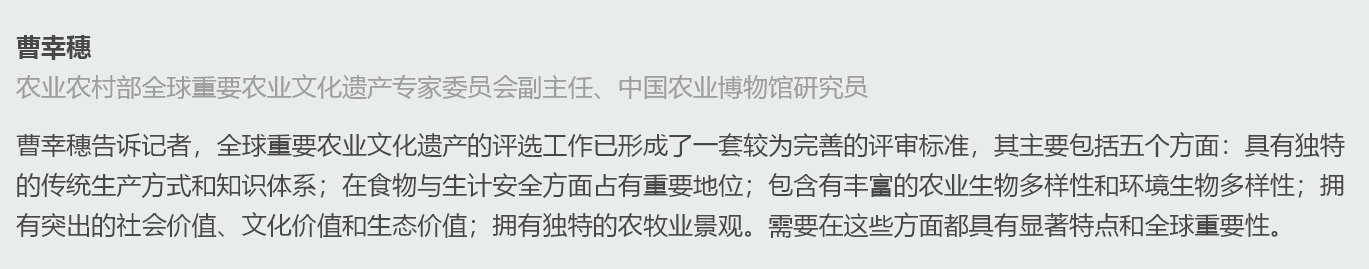 曹幸穗
农业农村部全球重要农业文化遗产专家委员会副主任、中国农业博物馆研究员
曹幸穗告诉记者，全球重要农业文化遗产的评选工作已形成了一套较为完善的评审标准，其主要包括五个方面：具有独特
的传统生产方式和知识体系；在食物与生计安全方面占有重要地位；包含有丰富的农业生物多样性和环境生物多样性；拥
有突出的社会价值、文化价值和生态价值；拥有独特的农牧业景观。需要在这些方面都具有显著特点和全球重要性。